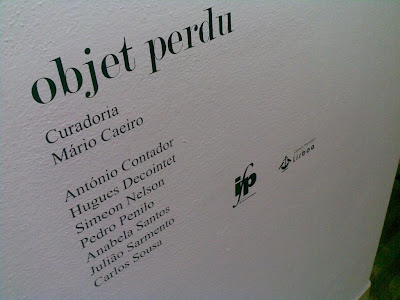 objet perdu
Curadoria
Mário Caeiro
António Contador
Hugues Decointet
Simeon Nelson
Pedro Penilo
Anabela Santos
Julião Sarmento
Carlos Sousa
ifp
Lisboa